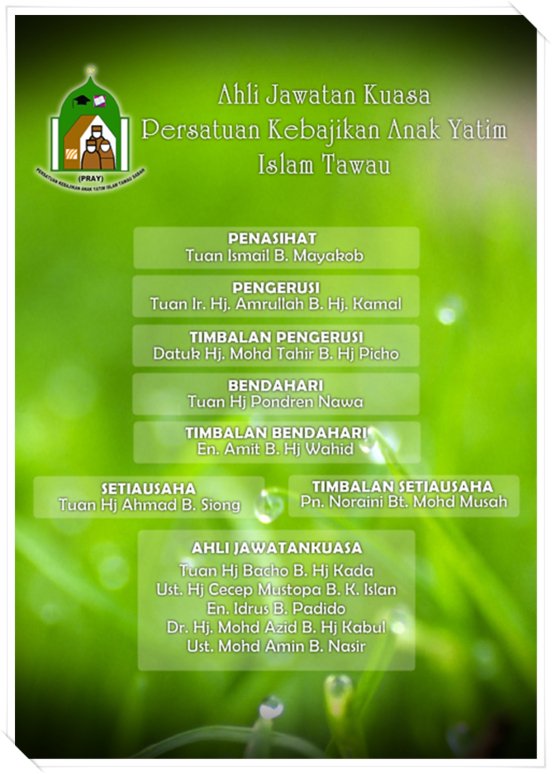 Ahli Jawatan Kuasa
Persatuan Kebajikan Anak Yatim
Islam Tawau
(PRAY)
PERSATUAN KEBAJIKAN ANAK YATIM ISLAM TAWAU SABAH
PENASIHAT
Tuan Ismail B. Mayakob
PENGERUSI
Tuan Ir. Hj. Amrullah B. Hj. Kamal
TIMBALAN PENGERUSI
Datuk Hj. Mohd Tahir B. Hj Picho
BENDAHARI
Tuan Hj Pondren Nawa
TIMBALAN BENDAHARI
En. Amit B. Hj Wahid
SETIAUSAHA
Tuan Hj Ahmad B. Siong
TIMBALAN SETIAUSAHA
Pn. Noraini Bt. Mohd Musah
AHLI JAWATANKUASA
Tuan Hj Bacho B. Hj Kada
Ust. Hj Cecep Mustopa B. K. Islan
En. Idrus B. Padido
Dr. Hj. Mohd Azid B. Hj Kabul
Ust. Mohd Amin B. Nasir